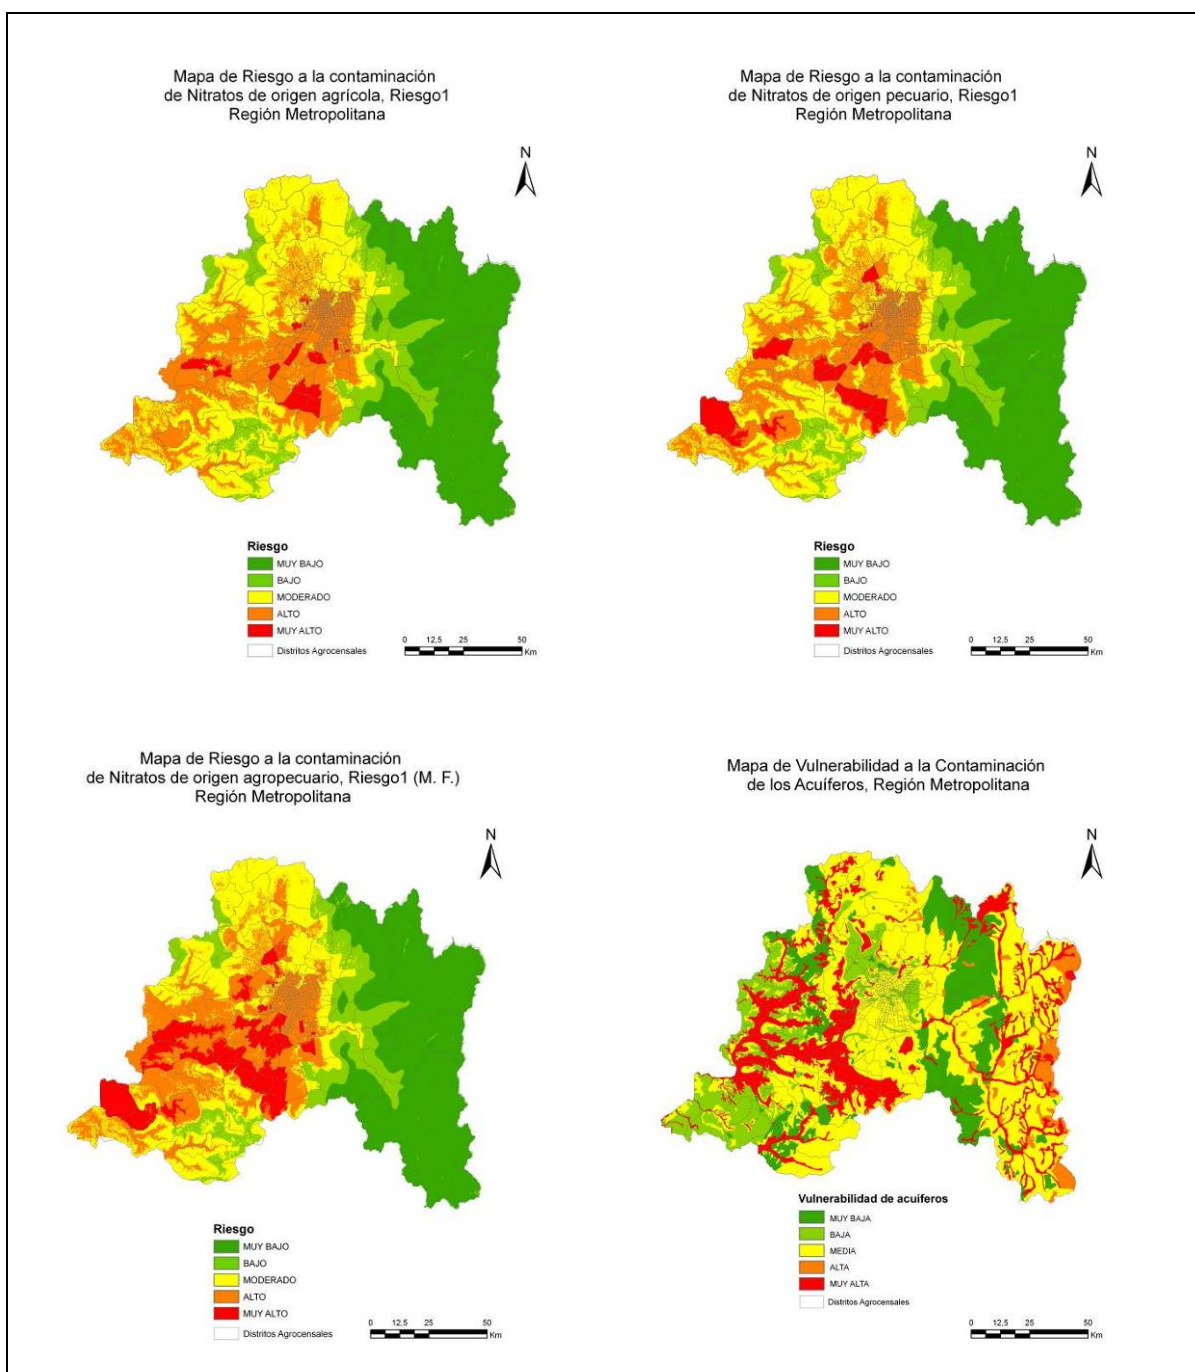 Mapa de Riesgo a la contaminación
de Nitratos de origen agrícola, Riesgo1
Región Metropolitana
N
Riesgo
MUY BAJO
BAJO
MODERADO
ALTO
MUY ALTO
Distritos Agrocensales
0 12,5 25 50
Km
Mapa de Riesgo a la contaminación
de Nitratos de origen pecuario, Riesgo1
Región Metropolitana
N
Riesgo
MUY BAJO
BAJO
MODERADO
ALTO
MUY ALTO
Distritos Agrocensales
0 12,5 25 50
Km
Mapa de Riesgo a la contaminación
de Nitratos de origen agropecuario, Riesgo1 (M. F.)
Región Metropolitana
N
Riesgo
MUY BAJO
BAJO
MODERADO
ALTO
MUY ALTO
Distritos Agrocensales
0 12,5 25 50
Km
Mapa de Vulnerabilidad a la Contaminación
de los Acuíferos, Región Metropolitana
N
Vulnerabilidad de acuíferos
MUY BAJA
BAJA
MEDIA
ALTA
MUY ALTA
Distritos Agrocensales
0 12,5 25 50
Km